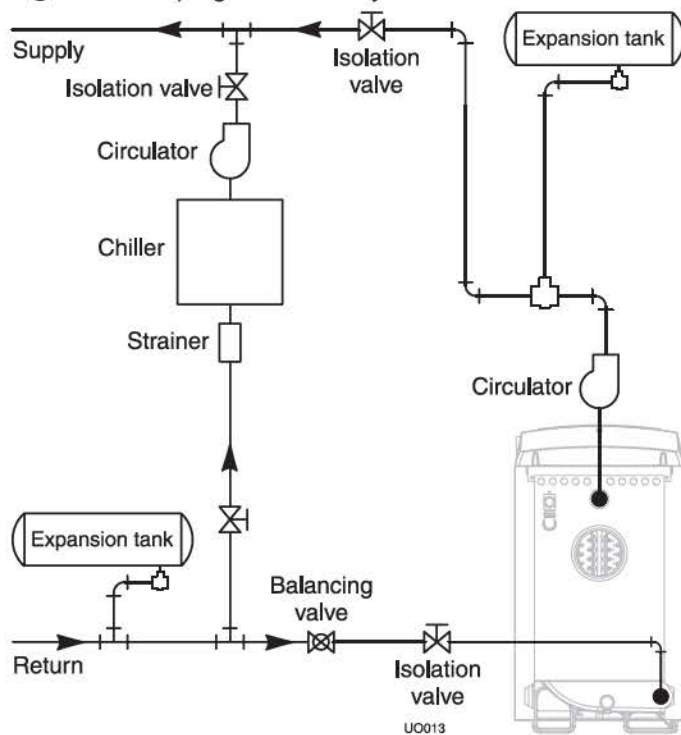 Supply
Isolation
valve
Expansion tank
Isolation valve
Circulator
Chiller
Strainer
Circulator
Expansion tank
Balancing
valve
Return
Isolation
valve
UO013